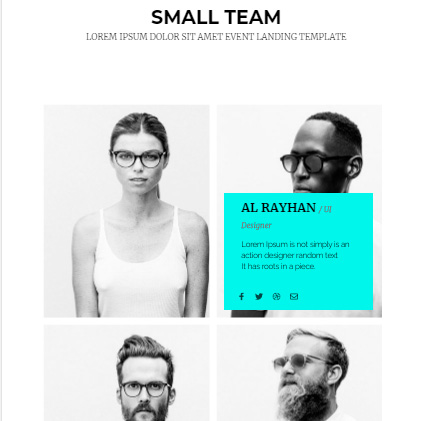 SMALL TEAM
LOREM IPSUM DOLOR SIT AMET EVENT LANDING TEMPLATE
AL RAYHAN / UI
Designer
Lorem Ipsum is not simply is an
action designer random text
It has roots in a piece.